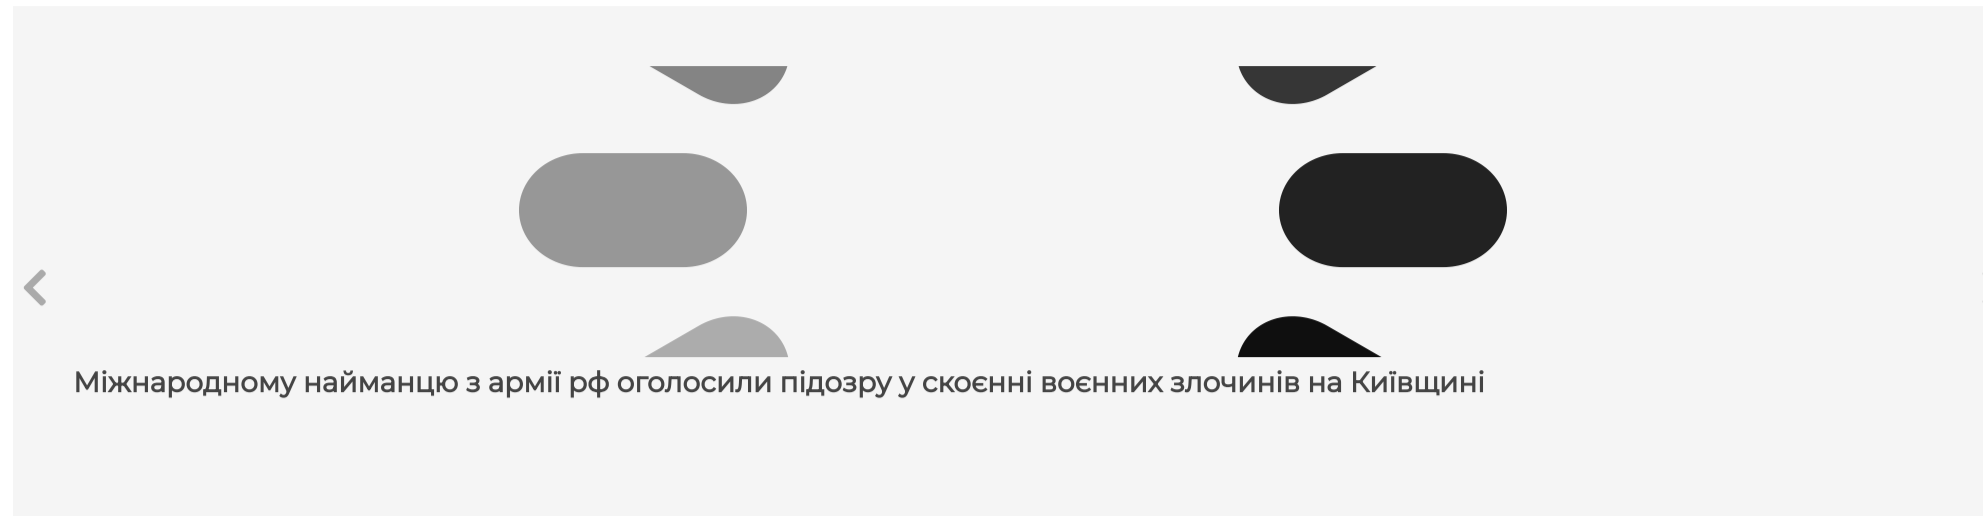 Міжнародному найманцю з армії рф оголосили підозру у скоєнні воєнних злочинів на Київщині